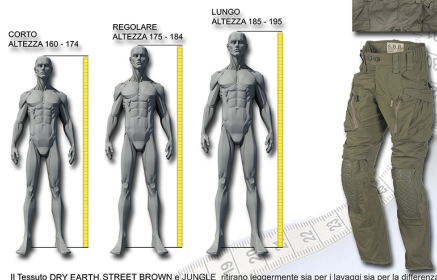 CORTO
ALTEZZA 160 - 174
REGOLARE
ALTEZZA 175 - 184
LUNGO
ALTEZZA 185 - 195
Il Tessuto DRY EARTH, STREET BROWN e JUNGLE ritirano leggermente sia per i lavaggi sia per la differenza